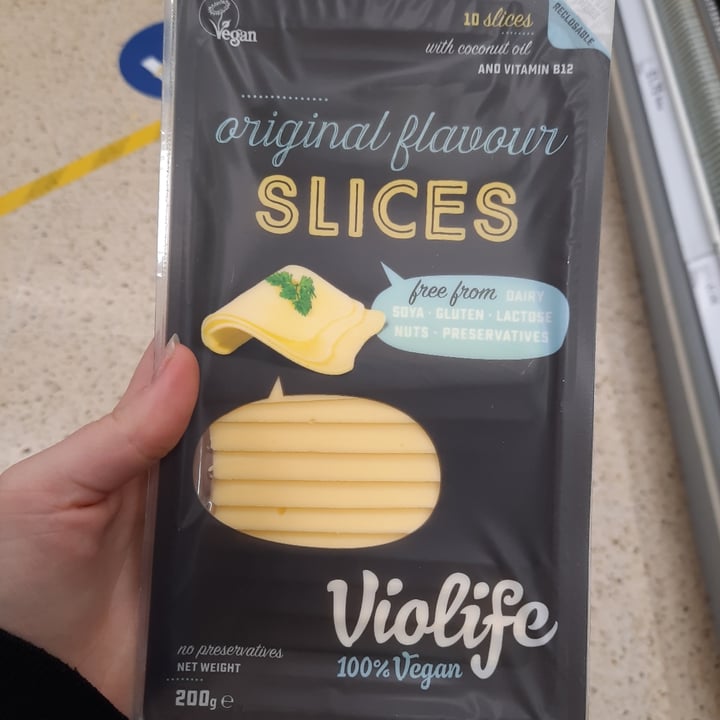 Vegan
10 slices
RECLOSABLE
with coconut oil
AND VITAMIN B12
original flavour
SLICES
free from DAIRY
SOYA · GLUTEN · LACTOSE
NUTS · PRESERVATIVES
Violife
100% Vegan
no preservatives
NET WEIGHT
200g e